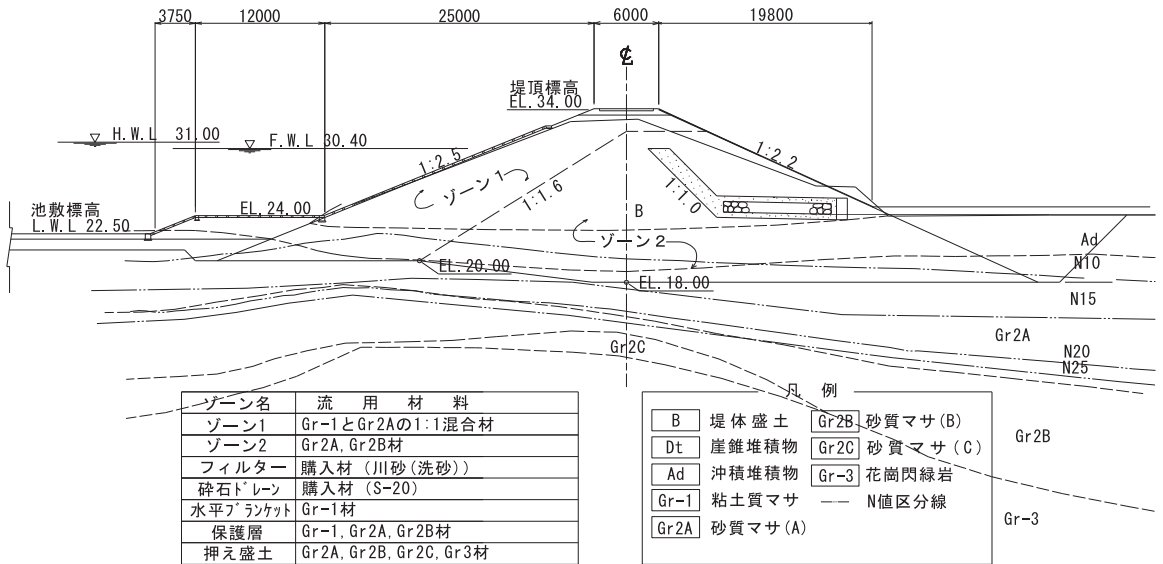 3750 12000 25000 6000 19800
℄
堤頂標高
EL.34.00
H.W.L 31.00
F.W.L 30.40
1:2.5
1:2.2
ゾーン1
1:1.6
1:1.0
B
池敷標高
L.W.L 22.50
EL.24.00
ゾーン2
Ad
N10
EL.20.00
EL.18.00
N15
Gr2A
Gr2C
N20
N25
Gr2B
Gr-3
ゾーン名 流用材料
ゾーン1 Gr-1とGr2Aの1:1混合材
ゾーン2 Gr2A,Gr2B材
フィルター 購入材 (川砂(洗砂))
砕石ドレーン 購入材 (S-20)
水平ブランケット Gr-1材
保護層 Gr-1,Gr2A,Gr2B材
押え盛土 Gr2A,Gr2B,Gr2C,Gr3材
凡例
B 堤体盛土 Gr2B 砂質マサ(B)
Dt 崖錐堆積物 Gr2C 砂質マサ(C)
Ad 沖積堆積物 Gr-3 花崗閃緑岩
Gr-1 粘土質マサ N値区分線
Gr2A 砂質マサ(A)